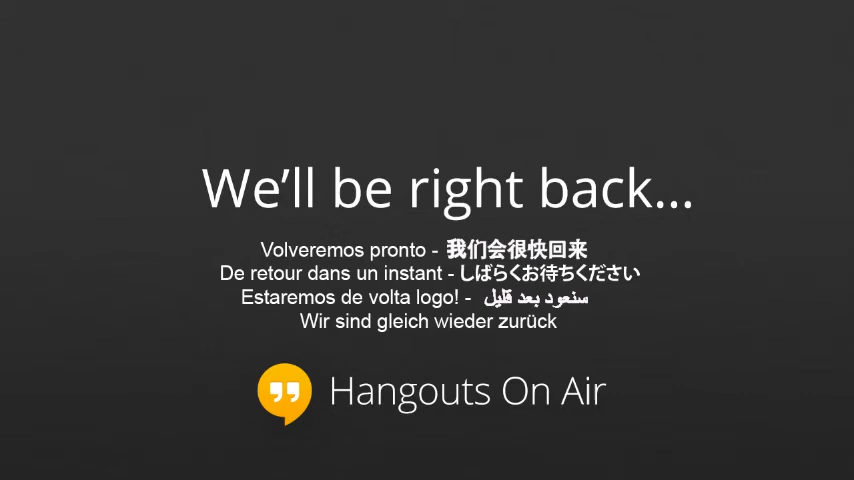 We'll be right back...
Volveremos pronto - 我们会很快回来
De retour dans un instant - しばらくお待ちください
Estaremos de volta logo! - سنعود بعد قليل
Wir sind gleich wieder zurück
Hangouts On Air